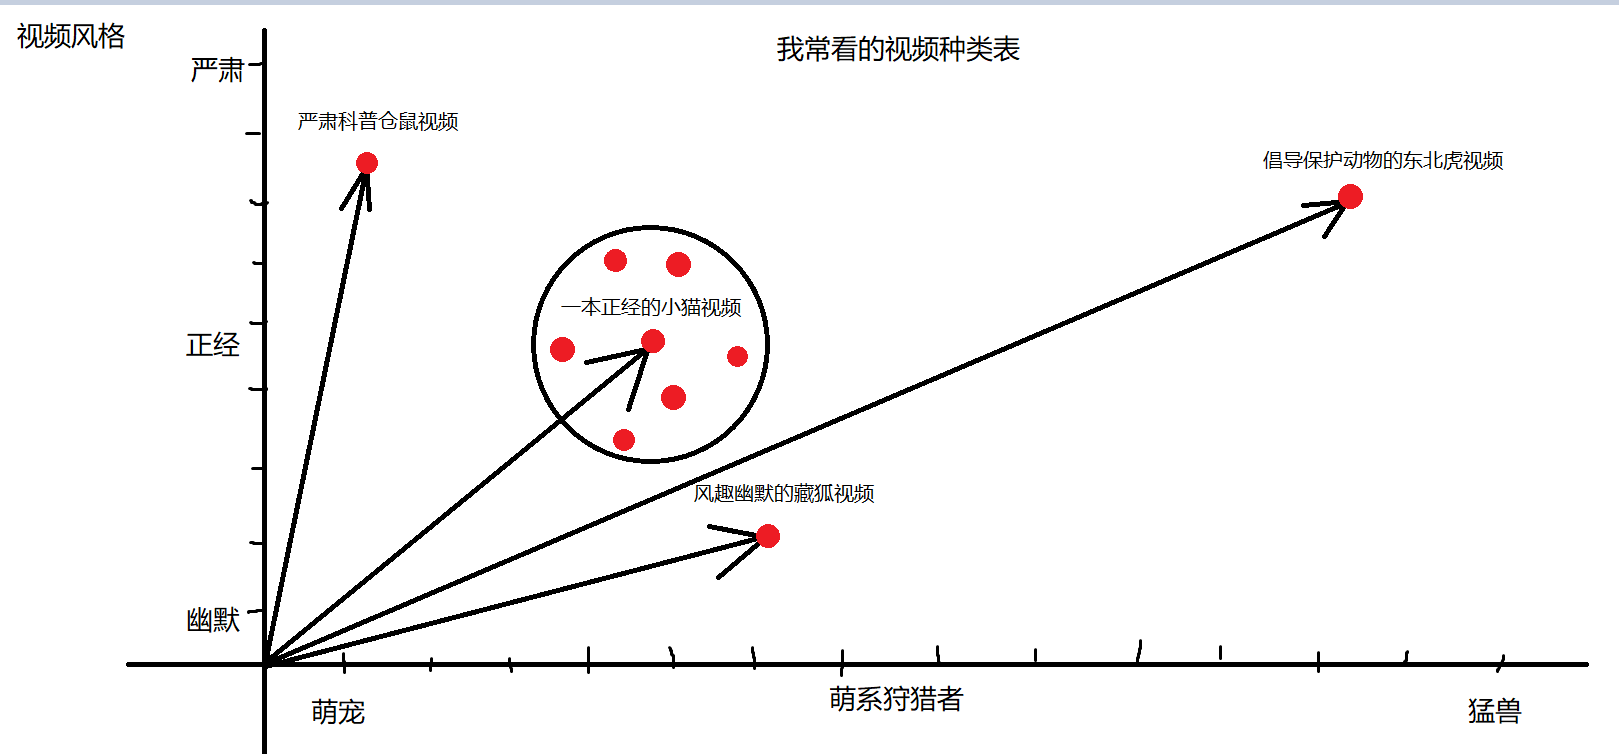 视频风格
我常看的视频种类表
严肃
严肃科普仓鼠视频
倡导保护动物的东北虎视频
一本正经的小猫视频
正经
风趣幽默的藏狐视频
幽默
萌宠
萌系狩猎者
猛兽